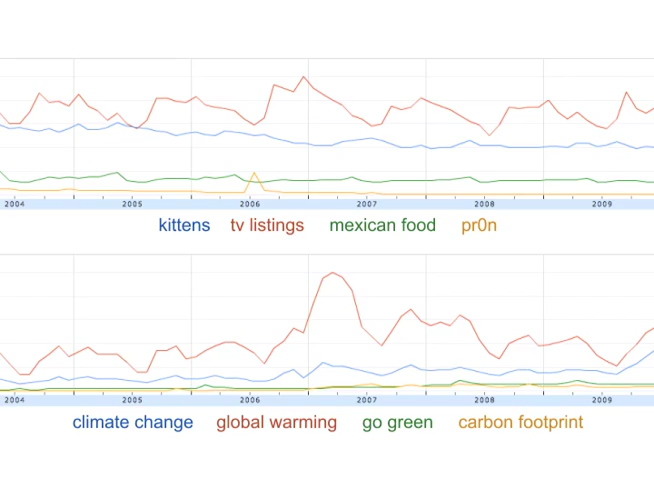 2004 2005 2006 2007 2008 2009
kittens tv listings mexican food pr0n
2004 2005 2006 2007 2008 2009
climate change global warming go green carbon footprint